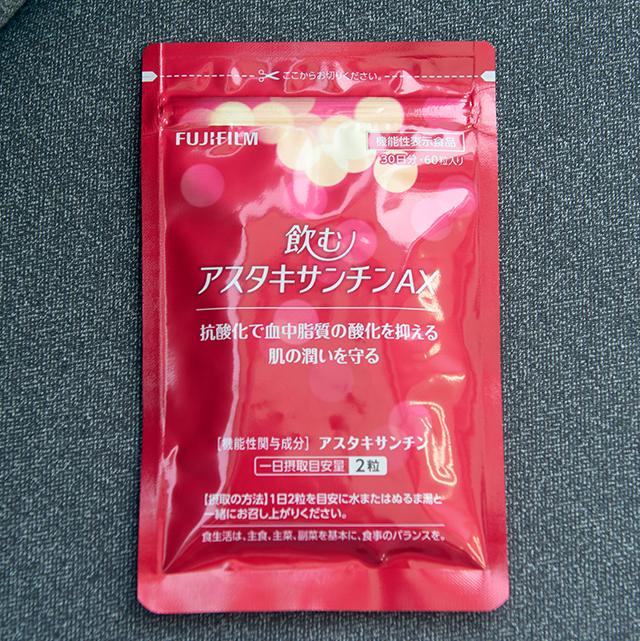 ここからお切りください。
FUJIFILM
機能性表示食品
30日分・60粒入り
飲む
アスタキサンチンAX
抗酸化で血中脂質の酸化を抑える
肌の潤いを守る
［機能性関与成分］ アスタキサンチン
一日摂取目安量 2粒
【摂取の方法】1日2粒を目安に水またはぬるま湯と
一緒にお召し上がりください。
食生活は、主食、主菜、副菜を基本に、食事のバランスを。